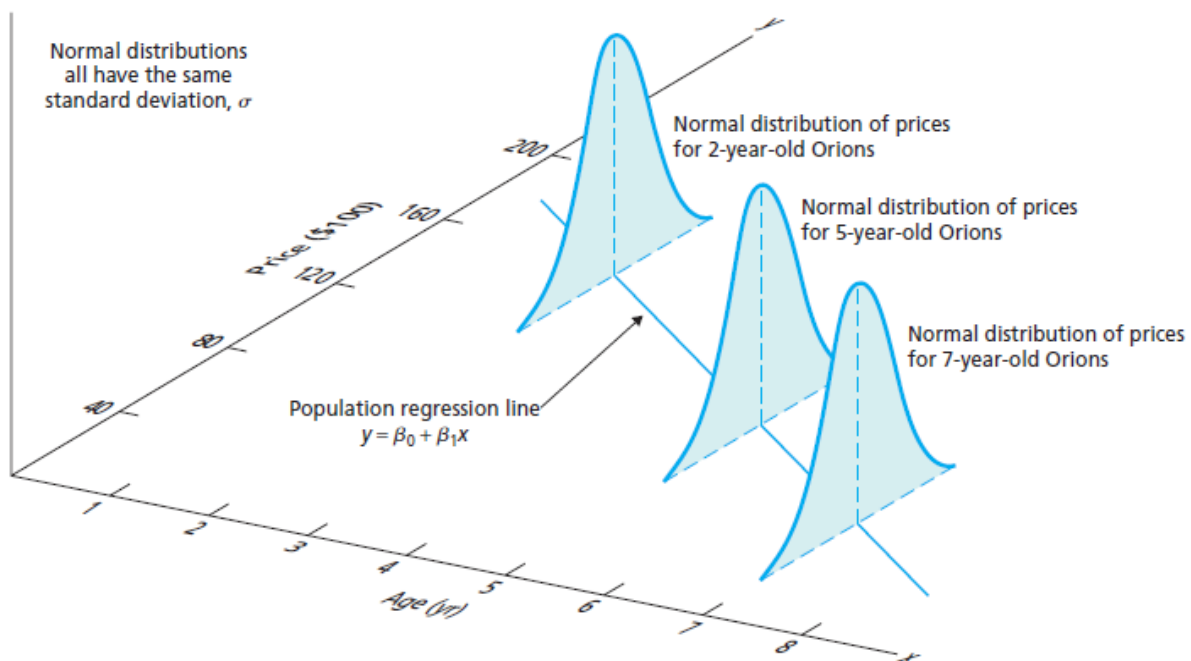 Normal distributions
all have the same
standard deviation, σ
y
Normal distribution of prices
for 2-year-old Orions
200
Price ($100)
160
Normal distribution of prices
for 5-year-old Orions
120
80
Normal distribution of prices
for 7-year-old Orions
40
Population regression line
y = β₀ + β₁x
1
2
3
4
5
6
7
8
Age (yr)
x